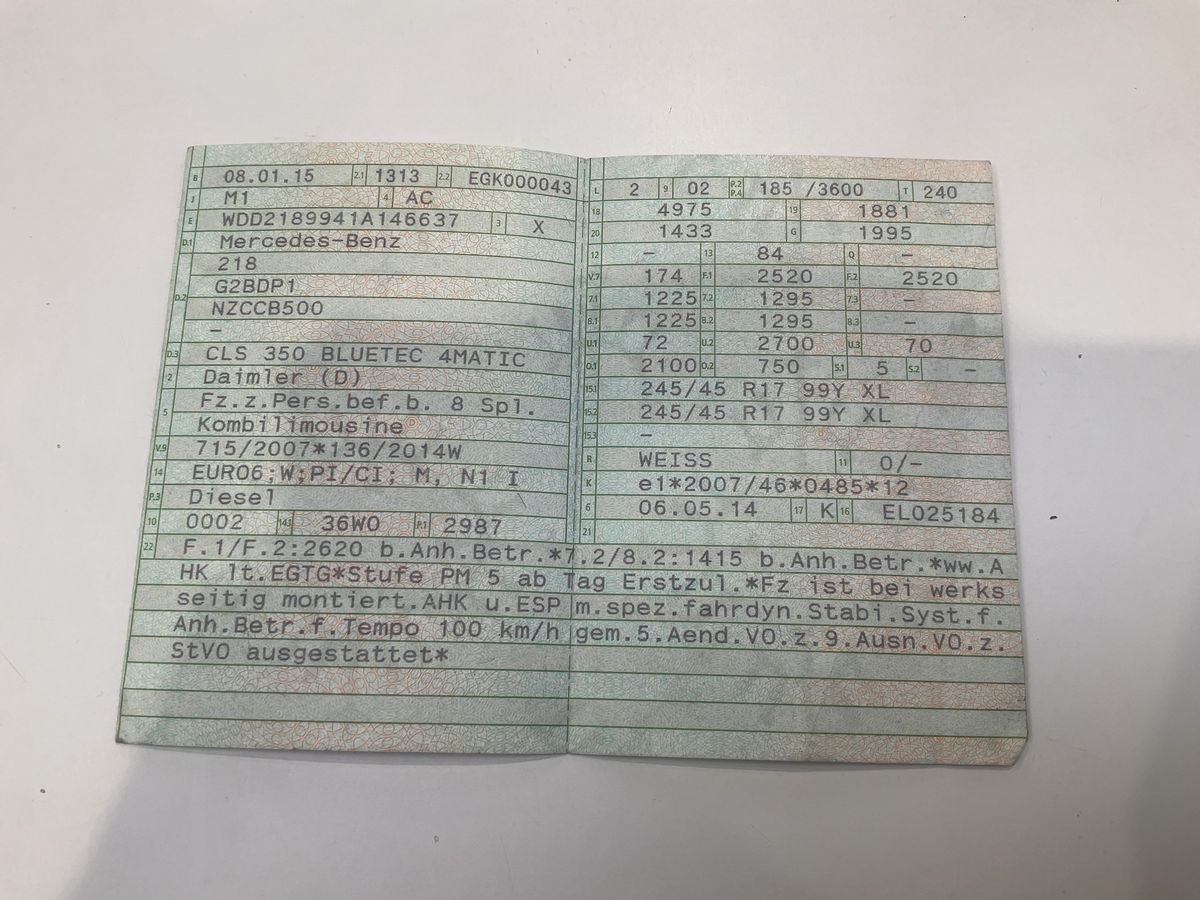 B 08.01.15 2.1 1313 2.2 EGK000043
J M1 4 AC
E WDD2189941A146637 3 X
D.1 Mercedes-Benz
218
D.2 G2BDP1
NZCCB500
–
D.3 CLS 350 BLUETEC 4MATIC
2 Daimler (D)
5 Fz.z.Pers.bef.b. 8 Spl.
Kombilimousine
V.9 715/2007*136/2014W
14 EURO6;W;PI/CI; M, N1 I
P.3 Diesel
10 0002 14.1 36W0 P.1 2987
L 2 9 02 P.2 P.4 185 /3600 T 240
18 4975 19 1881
20 1433 G 1995
12 – 13 84 Q –
V.7 174 F.1 2520 F.2 2520
7.1 1225 7.2 1295 7.3 –
8.1 1225 8.2 1295 8.3 –
U.1 72 U.2 2700 U.3 70
O.1 2100 O.2 750 S.1 5 S.2 –
15.1 245/45 R17 99Y XL
15.2 245/45 R17 99Y XL
15.3 –
R WEISS 11 0/–
K e1*2007/46*0485*12
6 06.05.14 17 K 16 EL025184
21
22 F.1/F.2:2620 b.Anh.Betr.*7.2/8.2:1415 b.Anh.Betr.*ww.A
HK lt.EGTG*Stufe PM 5 ab Tag Erstzul.*Fz ist bei werks
seitig montiert.AHK u.ESP m.spez.fahrdyn.Stabi.Syst.f.
Anh.Betr.f.Tempo 100 km/h gem.5.Aend.VO.z.9.Ausn.VO.z.
StVO ausgestattet*